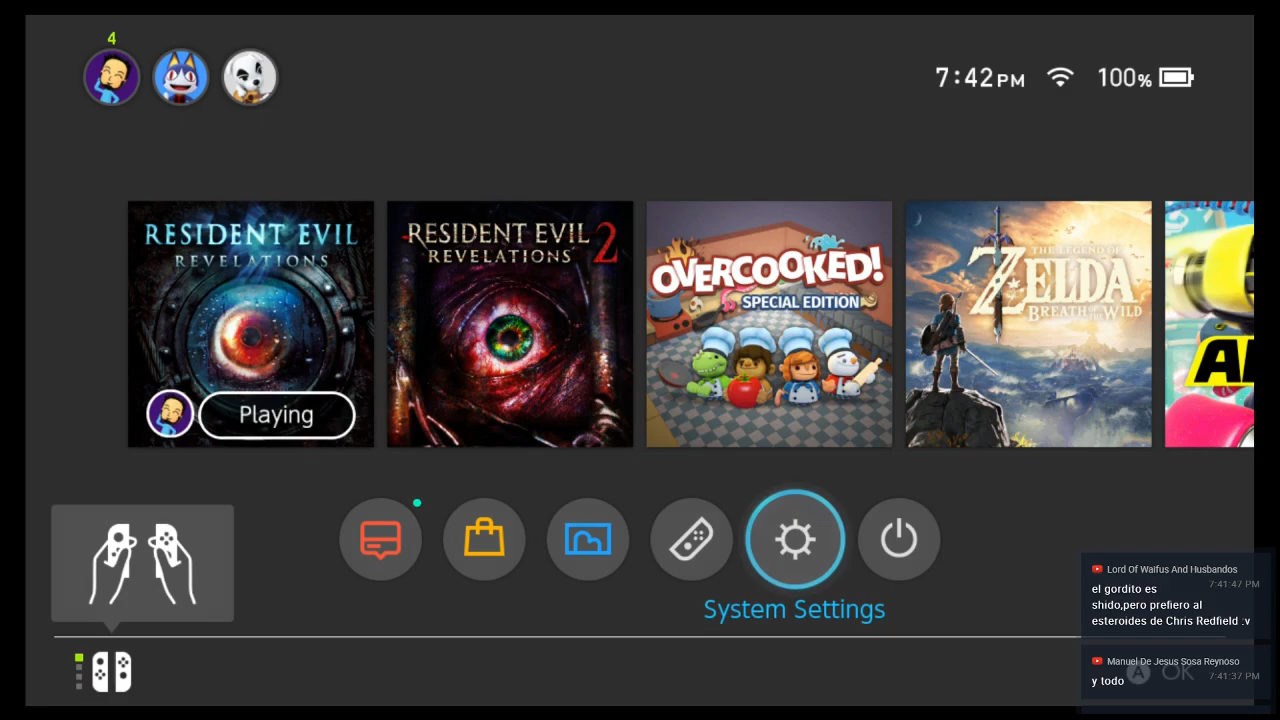 4
7:42PM
100%
RESIDENT EVIL
REVELATIONS
Playing
RESIDENT EVIL 2
REVELATIONS
OVERCOOKED!
SPECIAL EDITION
THE LEGEND OF
ZELDA
BREATH OF THE WILD
System Settings
Lord Of Waifus And Husbandos
7:41:47 PM
el gordito es
shido,pero prefiero al
esteroides de Chris Redfield :v
Manuel De Jesus Sosa Reynoso
7:41:37 PM
y todo
A OK